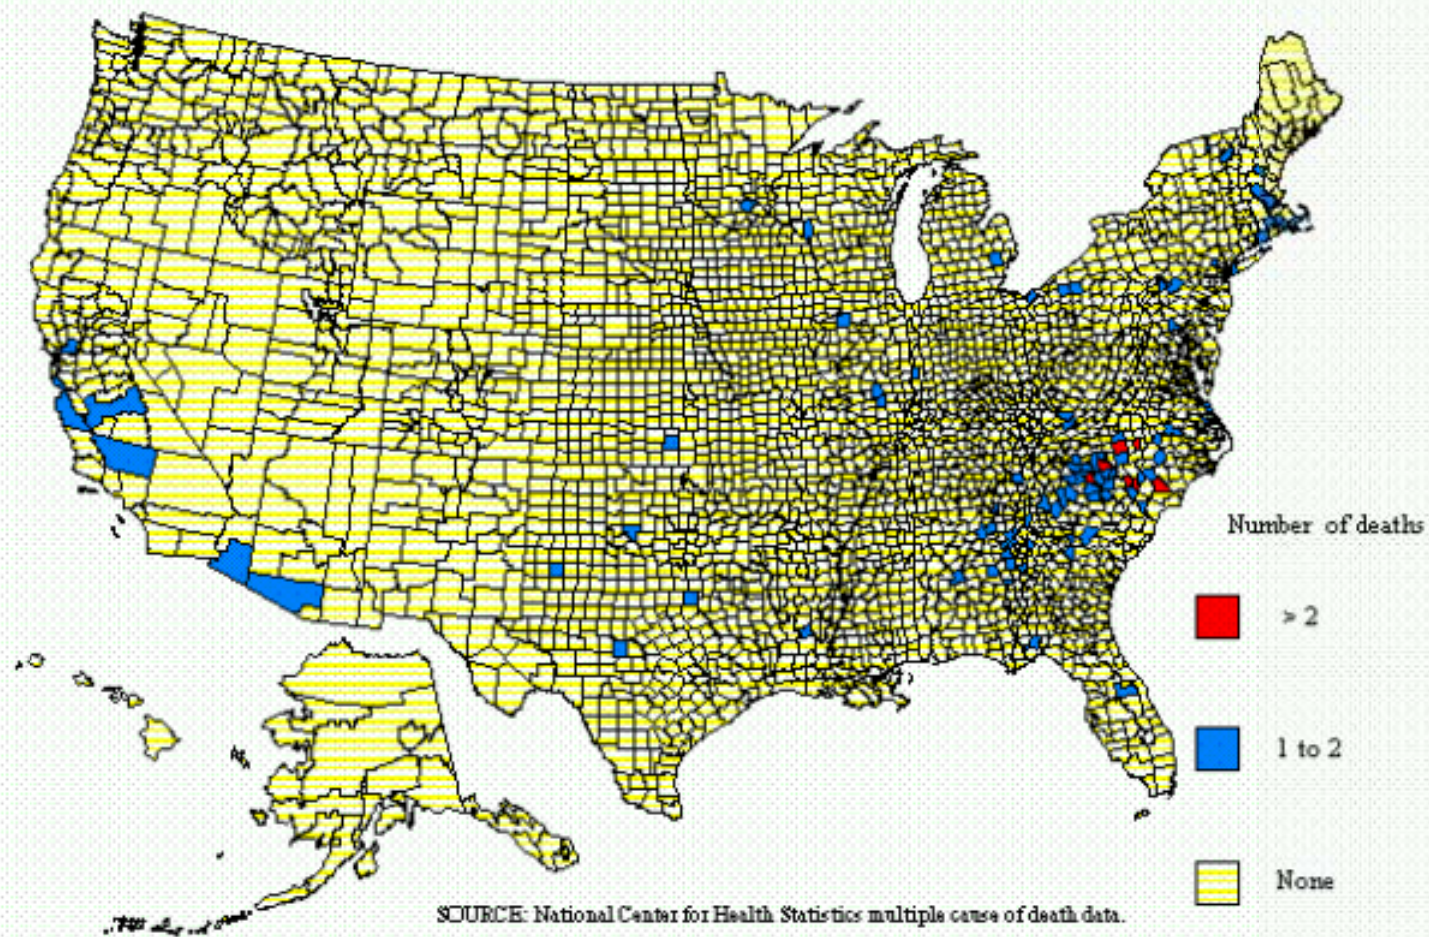 Number of deaths
> 2
1 to 2
None
SOURCE: National Center for Health Statistics multiple cause of death data.